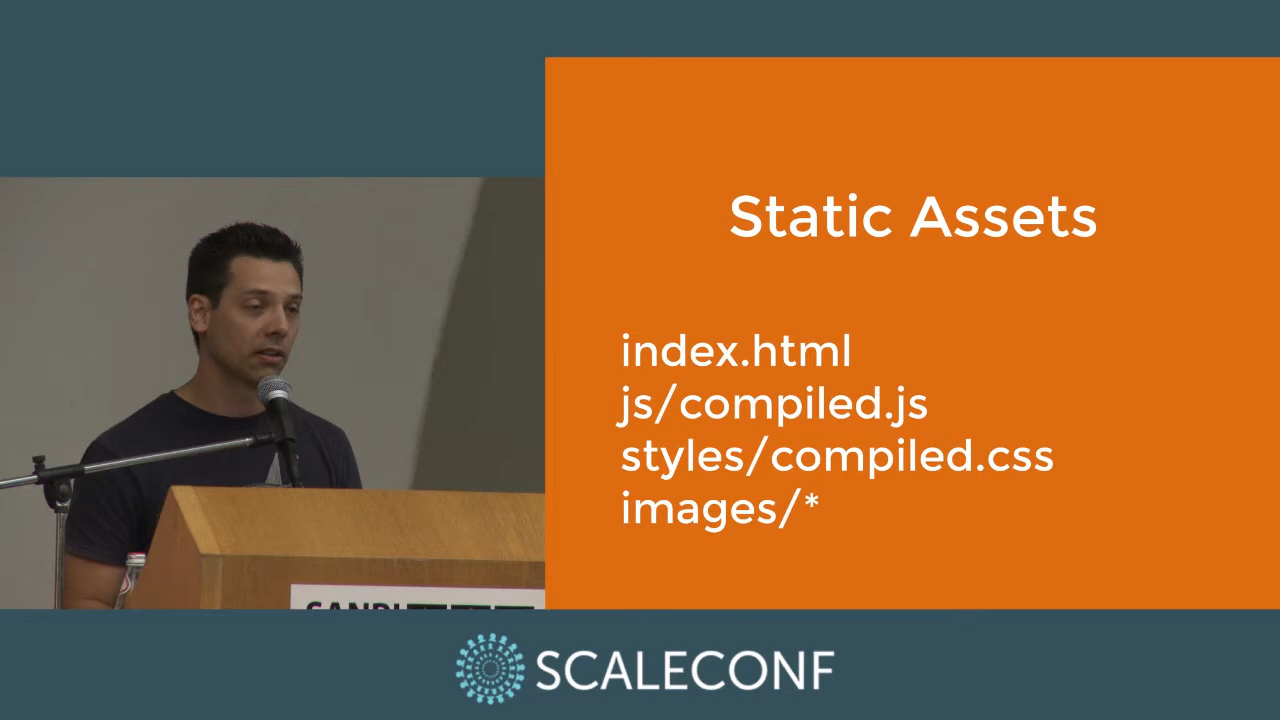 Static Assets
index.html
js/compiled.js
styles/compiled.css
images/*
SCALECONF